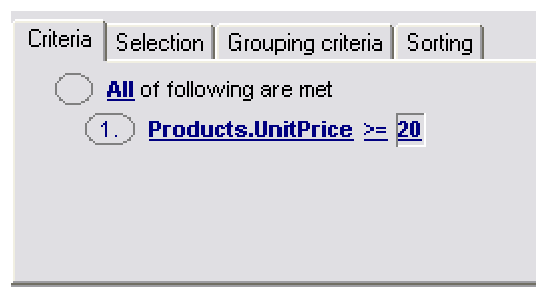 Criteria Selection Grouping criteria Sorting
All of following are met
1. Products.UnitPrice >= 20